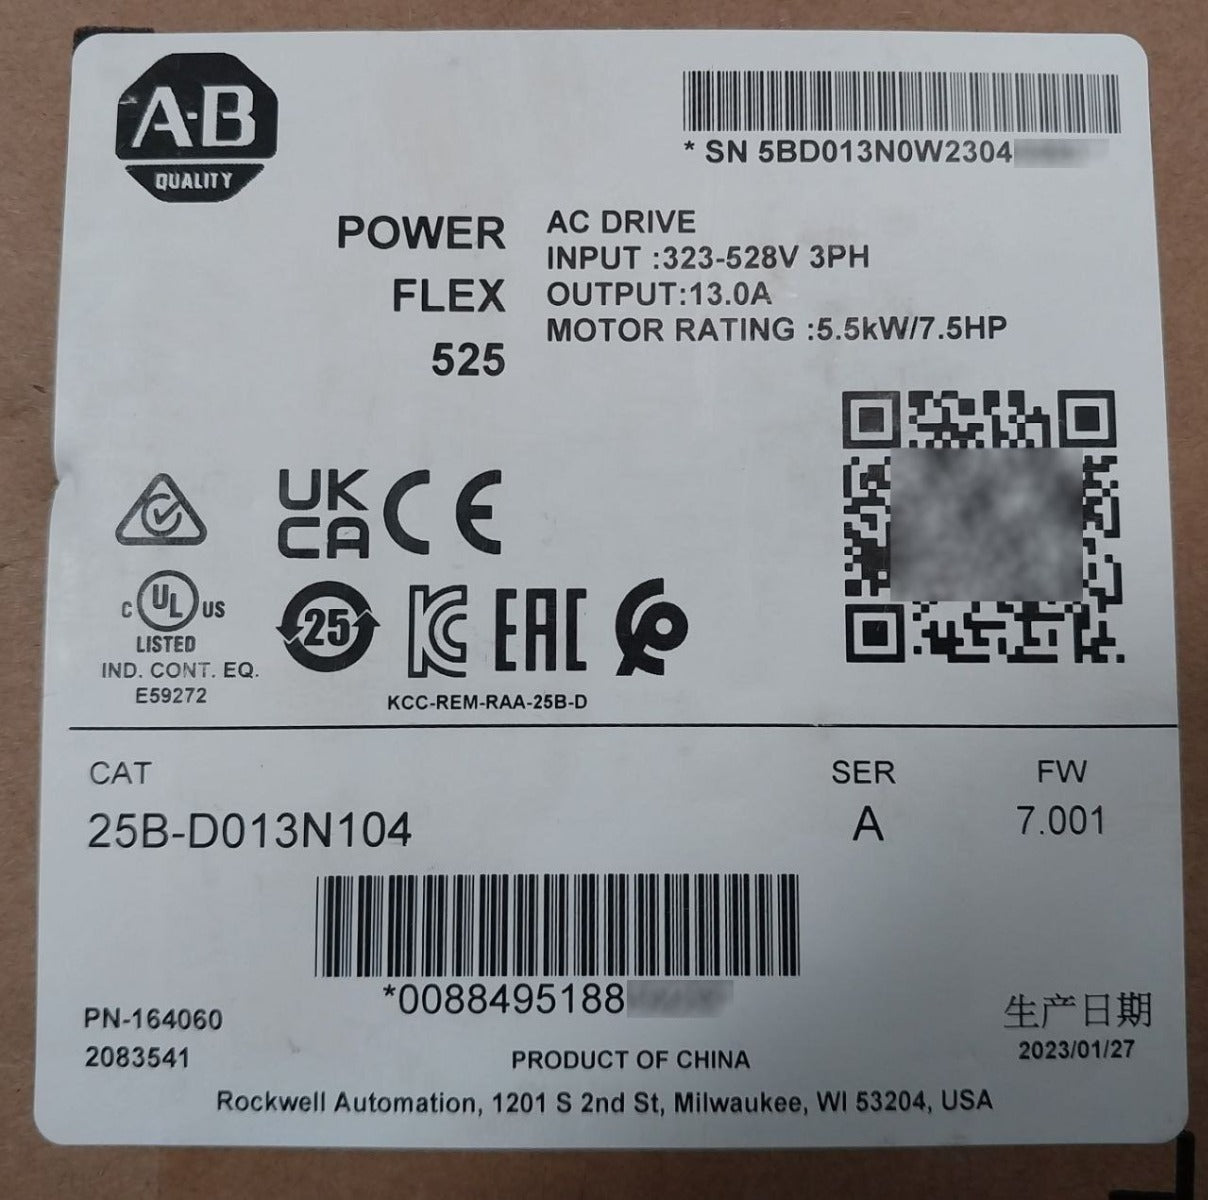 A-B
QUALITY
* SN 5BD013N0W2304
POWER
FLEX
525
AC DRIVE
INPUT :323-528V 3PH
OUTPUT:13.0A
MOTOR RATING :5.5kW/7.5HP
UK
CA
CE
C UL US
LISTED
IND. CONT. EQ.
E59272
25
KC
EAC
KCC-REM-RAA-25B-D
CAT
25B-D013N104
SER
A
FW
7.001
*0088495188
PN-164060
2083541
生产日期
2023/01/27
PRODUCT OF CHINA
Rockwell Automation, 1201 S 2nd St, Milwaukee, WI 53204, USA